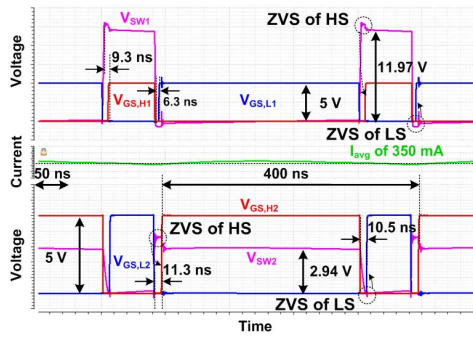 V_SW1
ZVS of HS
Voltage
9.3 ns
11.97 V
V_GS,H1
6.3 ns
V_GS,L1
5 V
ZVS of LS
Current
I_avg of 350 mA
50 ns
400 ns
V_GS,H2
ZVS of HS
10.5 ns
Voltage
5 V
V_GS,L2
V_SW2
11.3 ns
2.94 V
ZVS of LS
Time